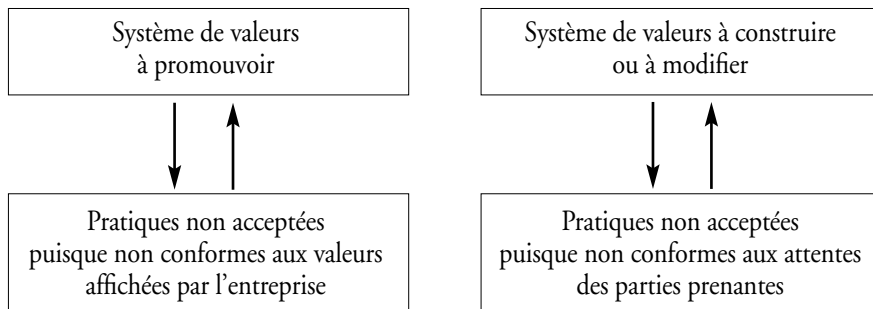 Système de valeurs
à promouvoir
Système de valeurs à construire
ou à modifier
Pratiques non acceptées
puisque non conformes aux valeurs
affichées par l'entreprise
Pratiques non acceptées
puisque non conformes aux attentes
des parties prenantes